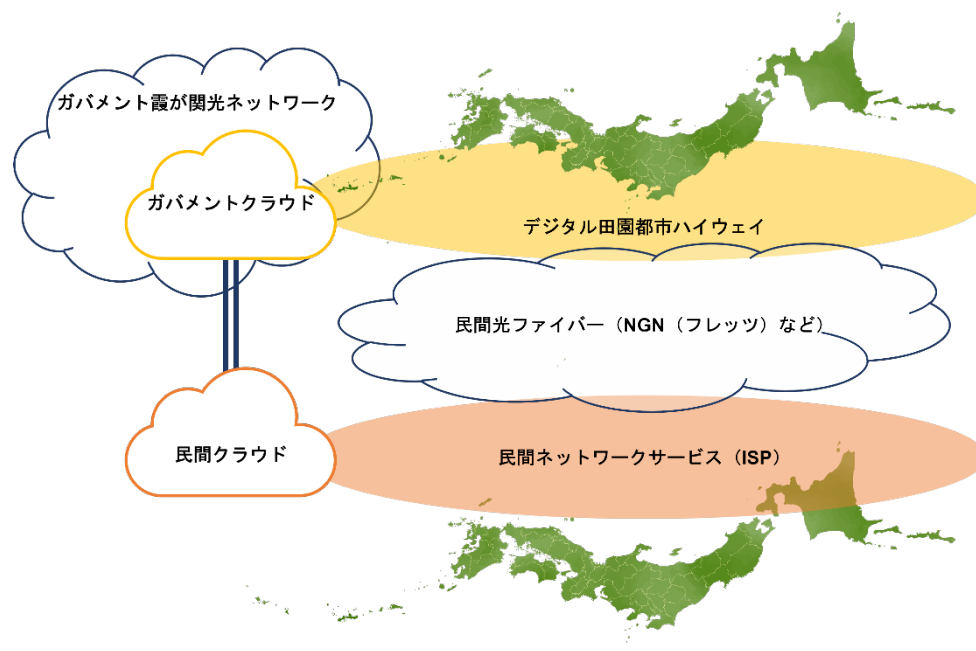 ガバメント霞が関光ネットワーク
ガバメントクラウド
デジタル田園都市ハイウェイ
民間光ファイバー（NGN（フレッツ）など）
民間クラウド
民間ネットワークサービス（ISP）